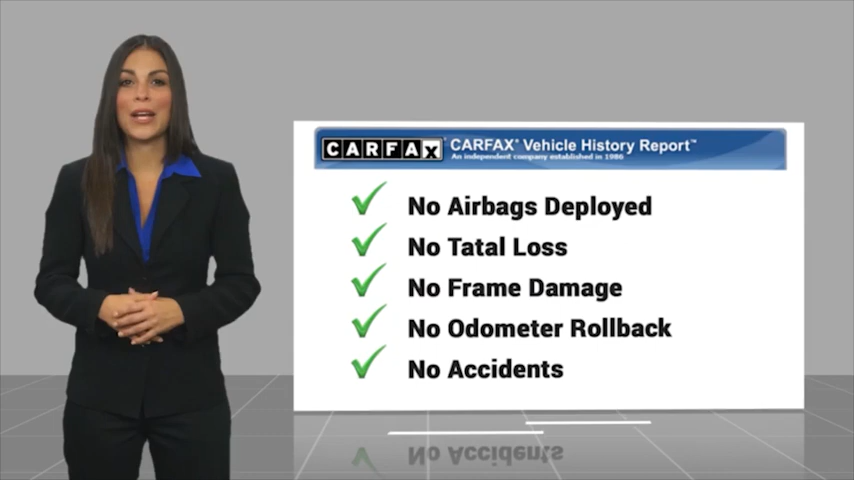 CARFAX CARFAX® Vehicle History Report™
An independent company established in 1986
No Airbags Deployed
No Tatal Loss
No Frame Damage
No Odometer Rollback
No Accidents
No Accidents